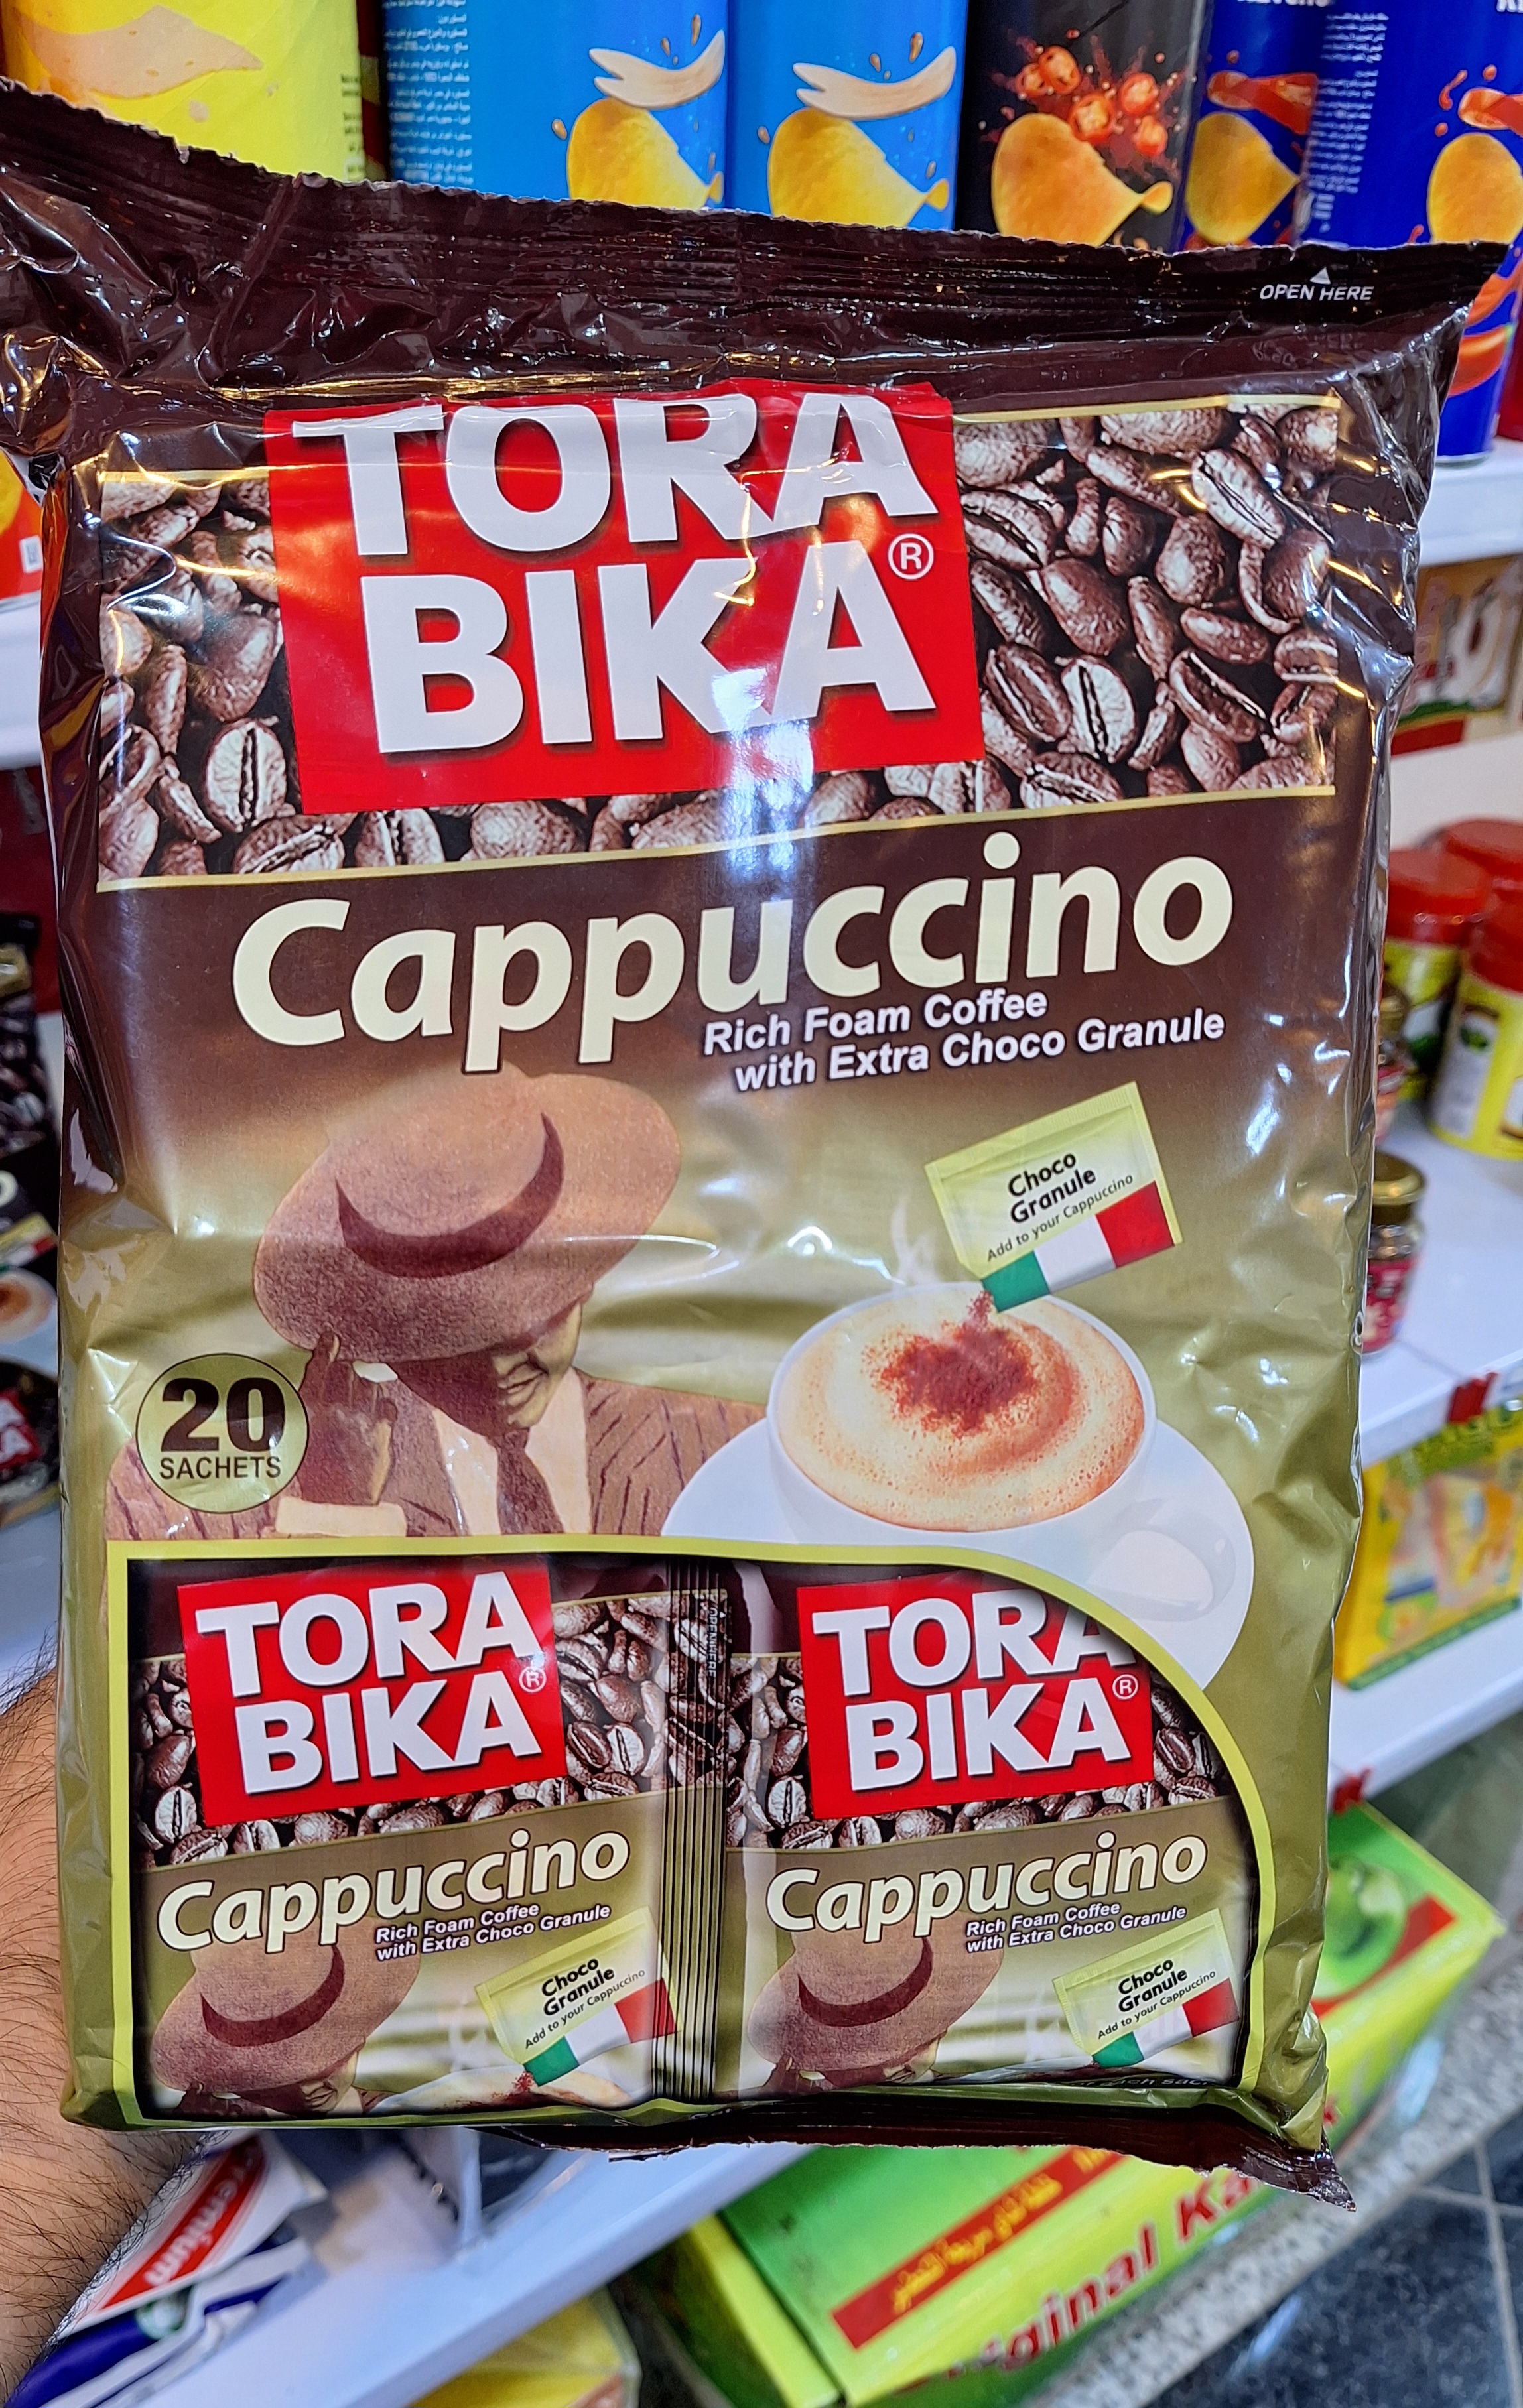 OPEN HERE
TORA
BIKA®
Cappuccino
Rich Foam Coffee
with Extra Choco Granule
Choco
Granule
Add to your Cappuccino
20
SACHETS
TORA
BIKA®
Cappuccino
Rich Foam Coffee
with Extra Choco Granule
Choco
Granule
Add to your Cappuccino
TORA
BIKA®
Cappuccino
Rich Foam Coffee
with Extra Choco Granule
Choco
Granule
Add to your Cappuccino